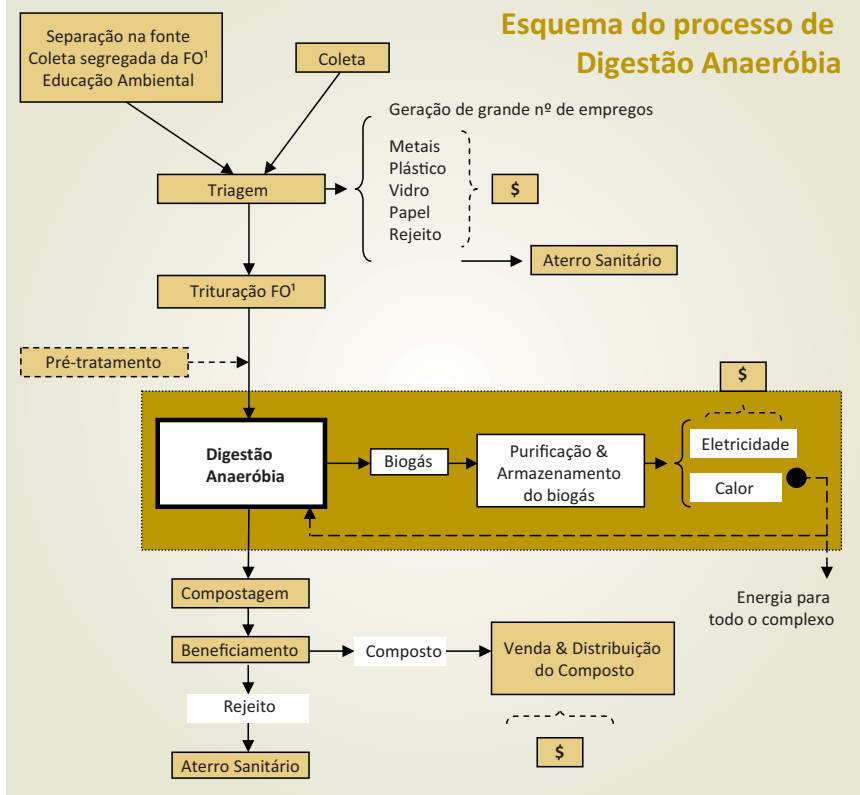 Esquema do processo de
Digestão Anaeróbia
Separação na fonte
Coleta segregada da FO¹
Educação Ambiental
Coleta
Geração de grande nº de empregos
Metais
Plástico
Vidro
Papel
Rejeito
$
Triagem
Aterro Sanitário
Trituração FO¹
Pré-tratamento
$
Digestão
Anaeróbia
Biogás
Purificação &
Armazenamento
do biogás
Eletricidade
Calor
Energia para
todo o complexo
Compostagem
Beneficiamento
Composto
Venda & Distribuição
do Composto
$
Rejeito
Aterro Sanitário